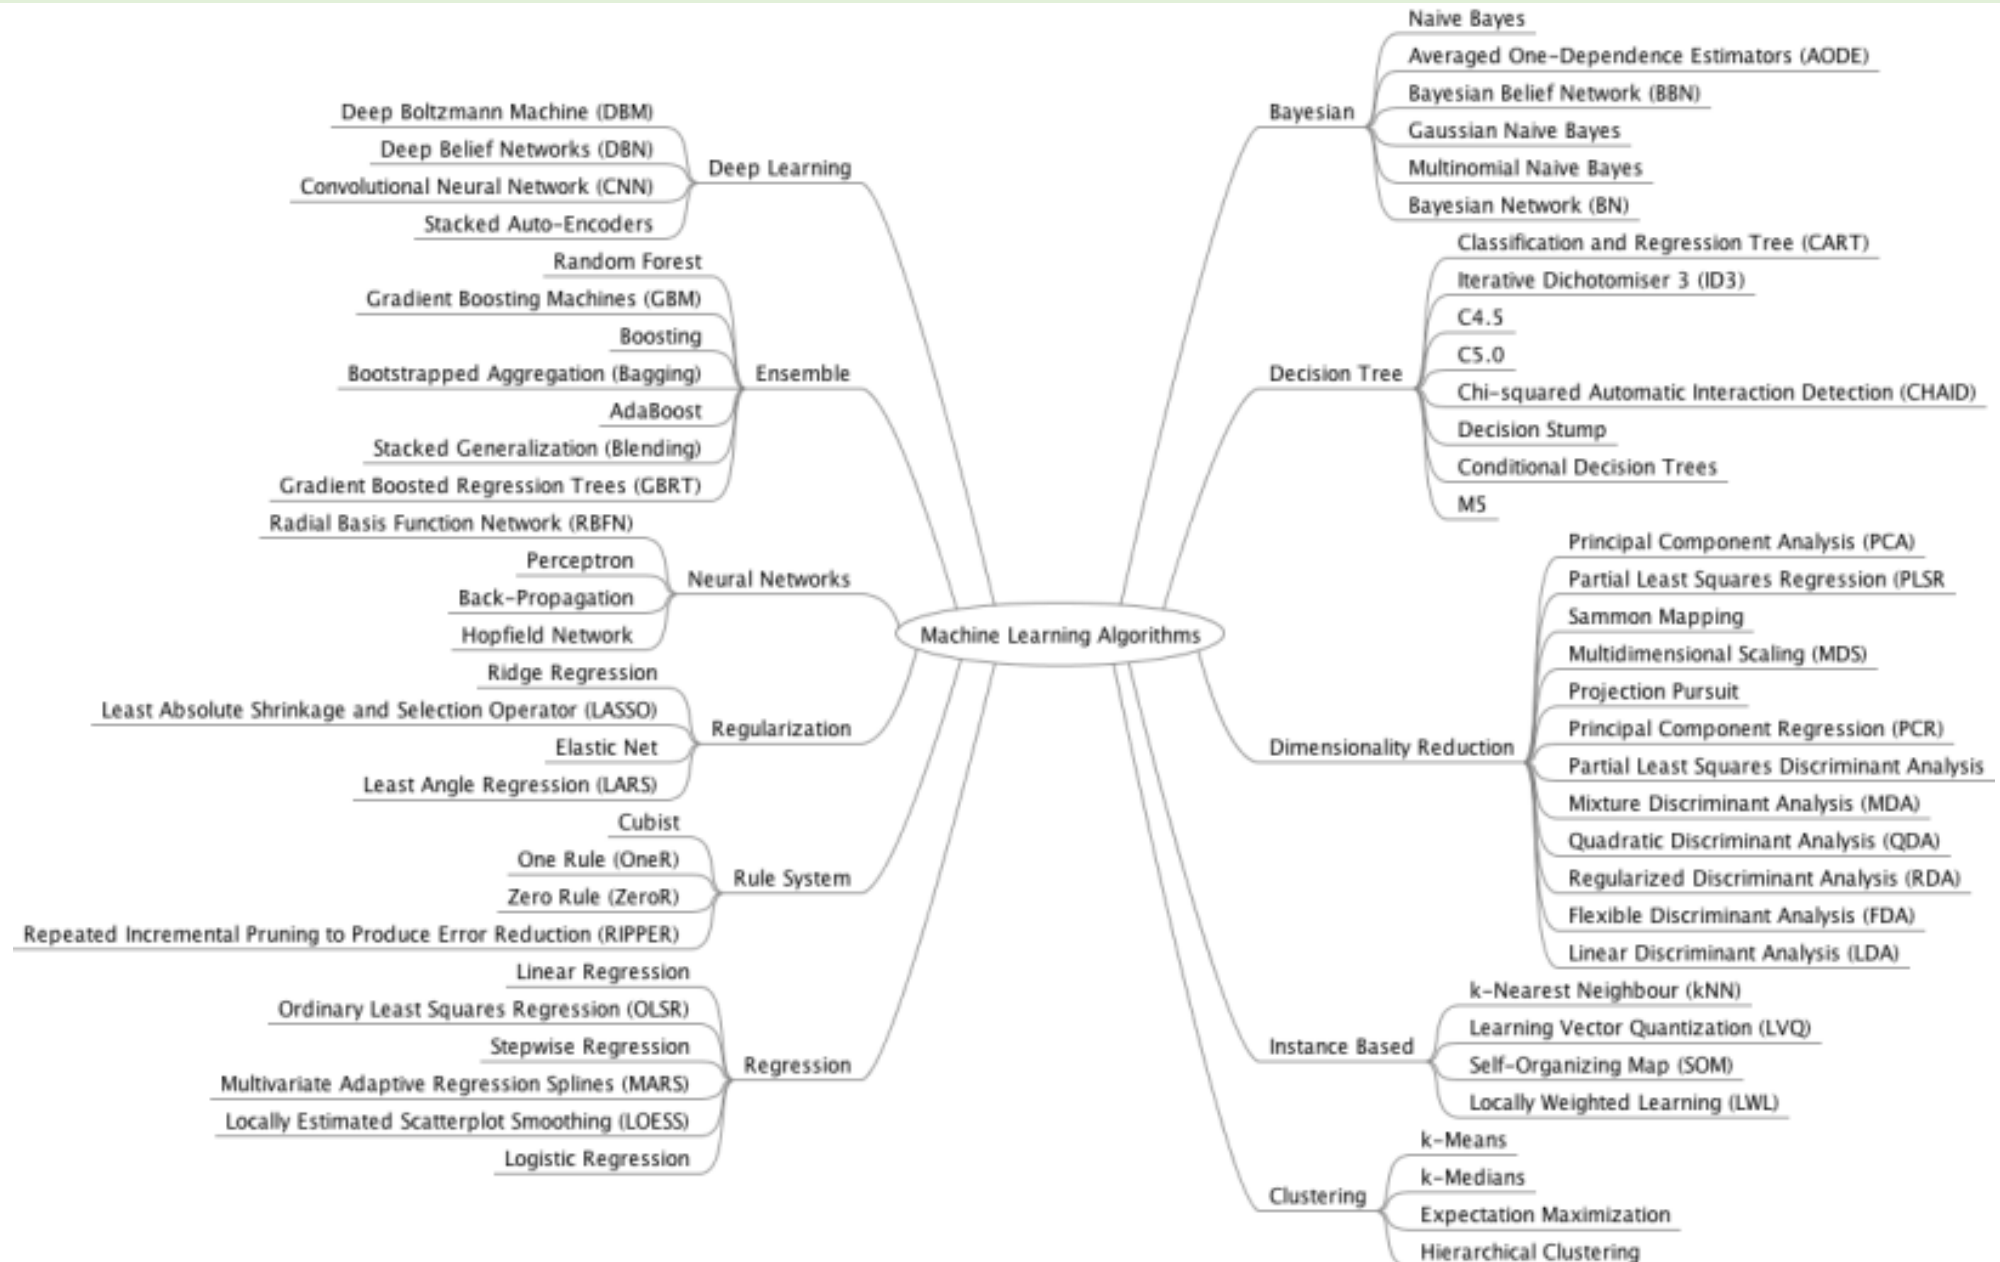 Deep Learning
Deep Boltzmann Machine (DBM)
Deep Belief Networks (DBN)
Convolutional Neural Network (CNN)
Stacked Auto-Encoders
Ensemble
Random Forest
Gradient Boosting Machines (GBM)
Boosting
Bootstrapped Aggregation (Bagging)
AdaBoost
Stacked Generalization (Blending)
Gradient Boosted Regression Trees (GBRT)
Neural Networks
Radial Basis Function Network (RBFN)
Perceptron
Back-Propagation
Hopfield Network
Regularization
Ridge Regression
Least Absolute Shrinkage and Selection Operator (LASSO)
Elastic Net
Least Angle Regression (LARS)
Rule System
Cubist
One Rule (OneR)
Zero Rule (ZeroR)
Repeated Incremental Pruning to Produce Error Reduction (RIPPER)
Regression
Linear Regression
Ordinary Least Squares Regression (OLSR)
Stepwise Regression
Multivariate Adaptive Regression Splines (MARS)
Locally Estimated Scatterplot Smoothing (LOESS)
Logistic Regression
Machine Learning Algorithms
Bayesian
Naive Bayes
Averaged One-Dependence Estimators (AODE)
Bayesian Belief Network (BBN)
Gaussian Naive Bayes
Multinomial Naive Bayes
Bayesian Network (BN)
Decision Tree
Classification and Regression Tree (CART)
Iterative Dichotomiser 3 (ID3)
C4.5
C5.0
Chi-squared Automatic Interaction Detection (CHAID)
Decision Stump
Conditional Decision Trees
M5
Dimensionality Reduction
Principal Component Analysis (PCA)
Partial Least Squares Regression (PLSR
Sammon Mapping
Multidimensional Scaling (MDS)
Projection Pursuit
Principal Component Regression (PCR)
Partial Least Squares Discriminant Analysis
Mixture Discriminant Analysis (MDA)
Quadratic Discriminant Analysis (QDA)
Regularized Discriminant Analysis (RDA)
Flexible Discriminant Analysis (FDA)
Linear Discriminant Analysis (LDA)
Instance Based
k-Nearest Neighbour (kNN)
Learning Vector Quantization (LVQ)
Self-Organizing Map (SOM)
Locally Weighted Learning (LWL)
Clustering
k-Means
k-Medians
Expectation Maximization
Hierarchical Clustering